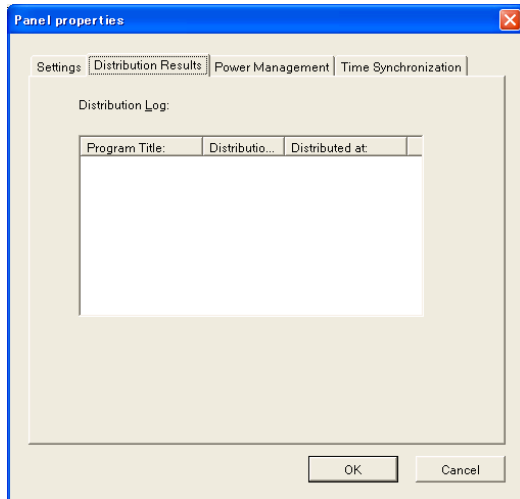 Panel properties
Settings Distribution Results Power Management Time Synchronization
Distribution Log:
Program Title: Distributio... Distributed at:
OK Cancel